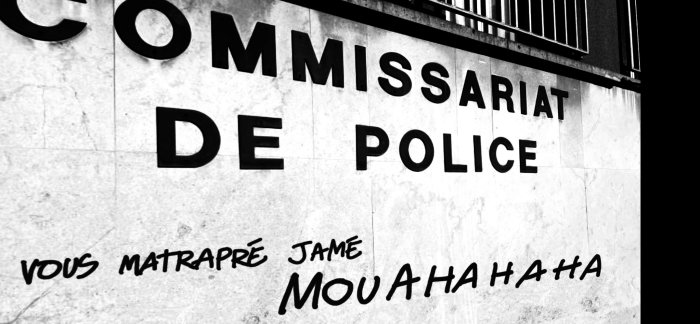 COMMISSARIAT
DE POLICE
VOUS MATRAPRÉ JAME
MOUAHAHAHA